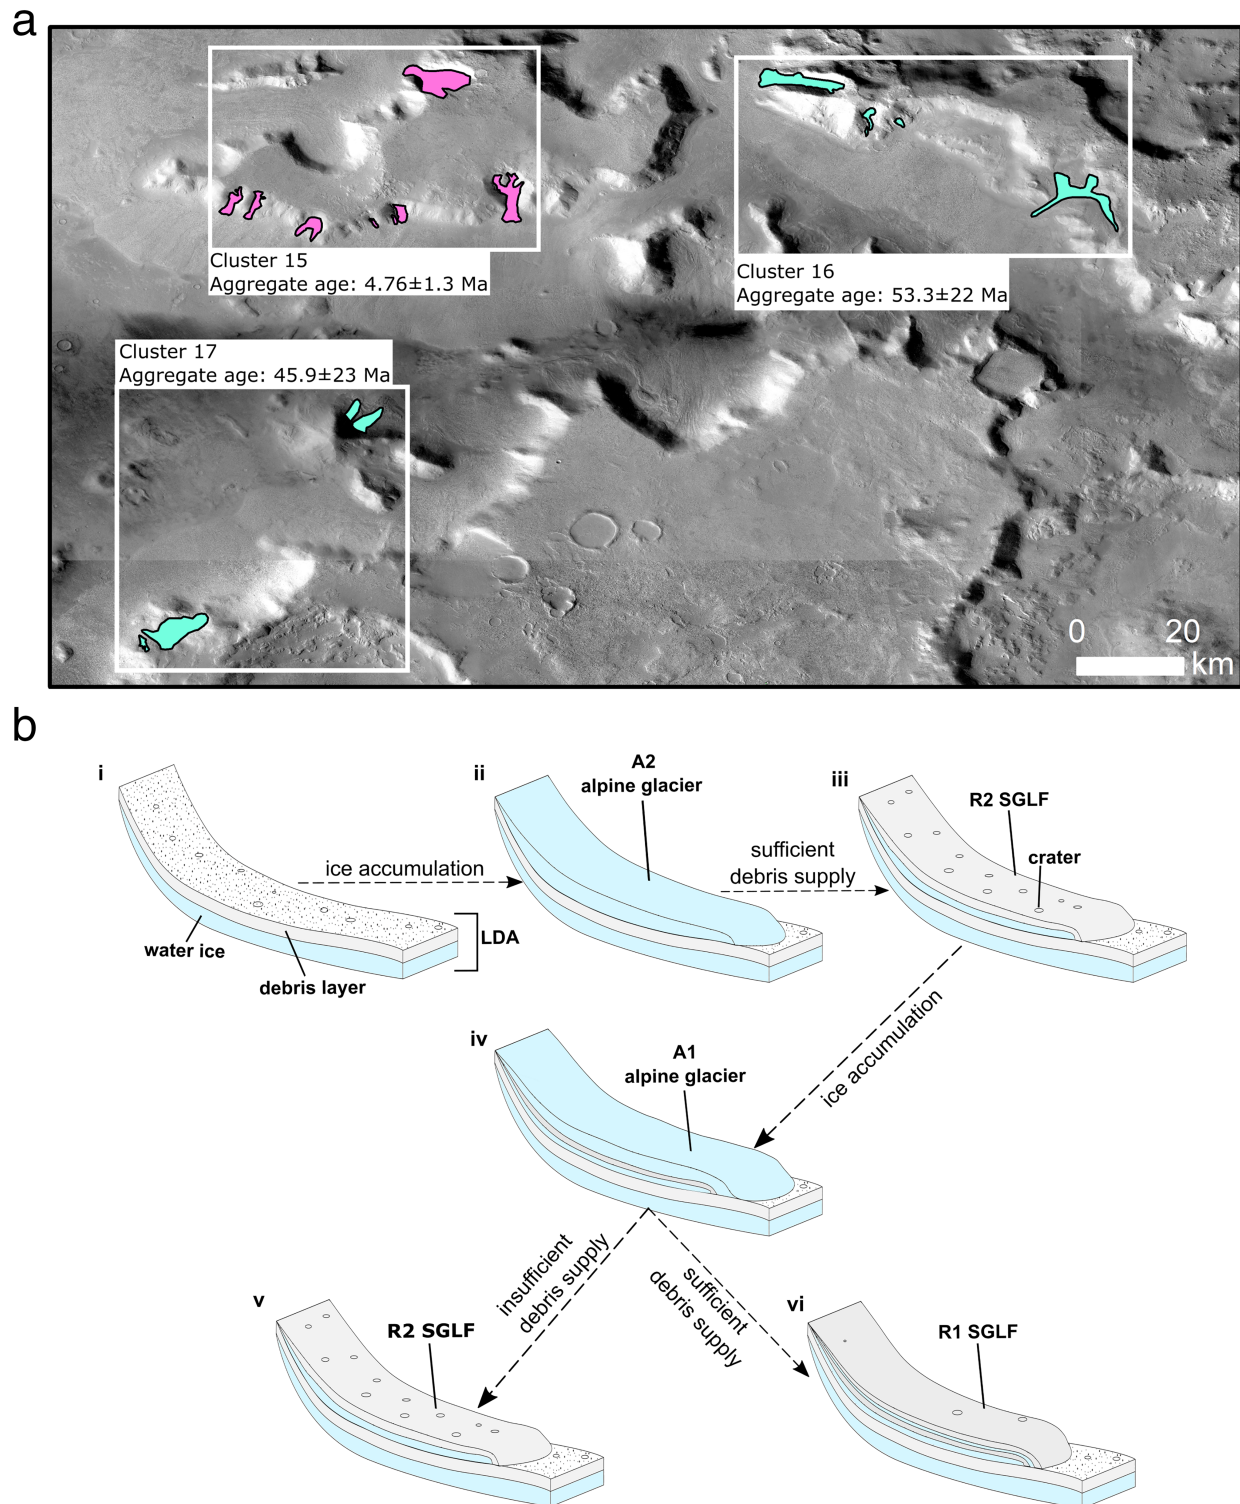 a
Cluster 15
Aggregate age: 4.76±1.3 Ma
Cluster 16
Aggregate age: 53.3±22 Ma
Cluster 17
Aggregate age: 45.9±23 Ma
0 20
km
b
i
ice accumulation
water ice
debris layer
LDA
ii
A2
alpine glacier
sufficient
debris supply
iii
R2 SGLF
crater
ice accumulation
iv
A1
alpine glacier
insufficient
debris supply
sufficient
debris supply
v
R2 SGLF
vi
R1 SGLF